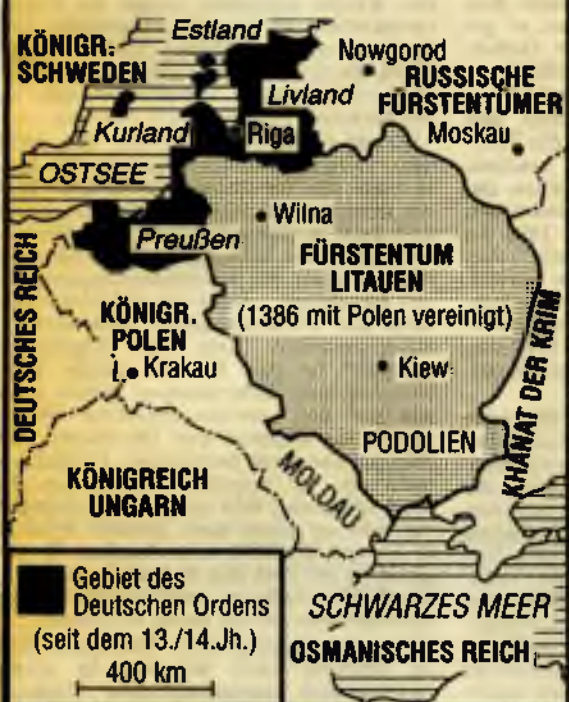 Estland
KÖNIGR.
SCHWEDEN
Nowgorod
RUSSISCHE
FÜRSTENTÜMER
Livland
Moskau
Kurland
Riga
OSTSEE
Wilna
Preußen
FÜRSTENTUM
LITAUEN
(1386 mit Polen vereinigt)
DEUTSCHES REICH
KÖNIGR.
POLEN
Krakau
Kiew
KHANAT DER KRIM
PODOLIEN
MOLDAU
KÖNIGREICH
UNGARN
Gebiet des
Deutschen Ordens
(seit dem 13./14.Jh.)
400 km
SCHWARZES MEER
OSMANISCHES REICH